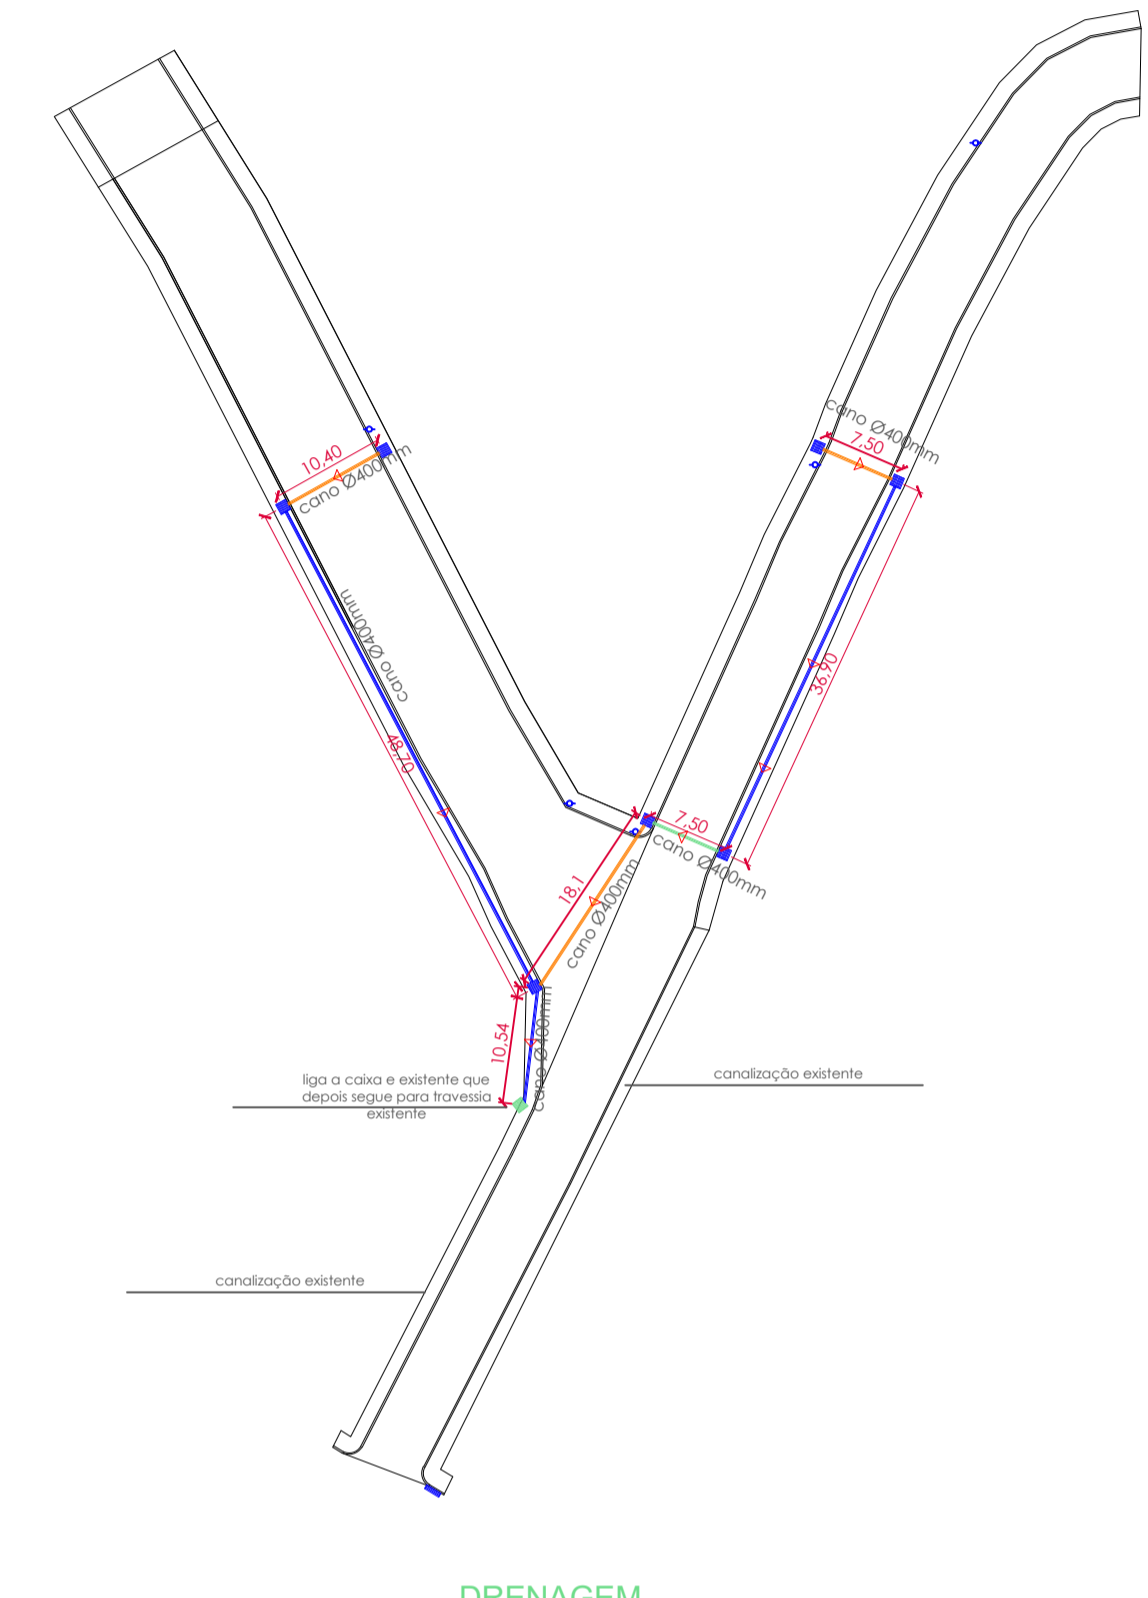 cano Ø400mm
7,50
10,40
cano Ø400mm
cano Ø400mm
36,90
48,70
7,50
cano Ø400mm
18,1
cano Ø400mm
10,54
cano Ø400mm
liga a caixa e existente que
depois segue para travessia
existente
canalização existente
canalização existente
DRENAGEM